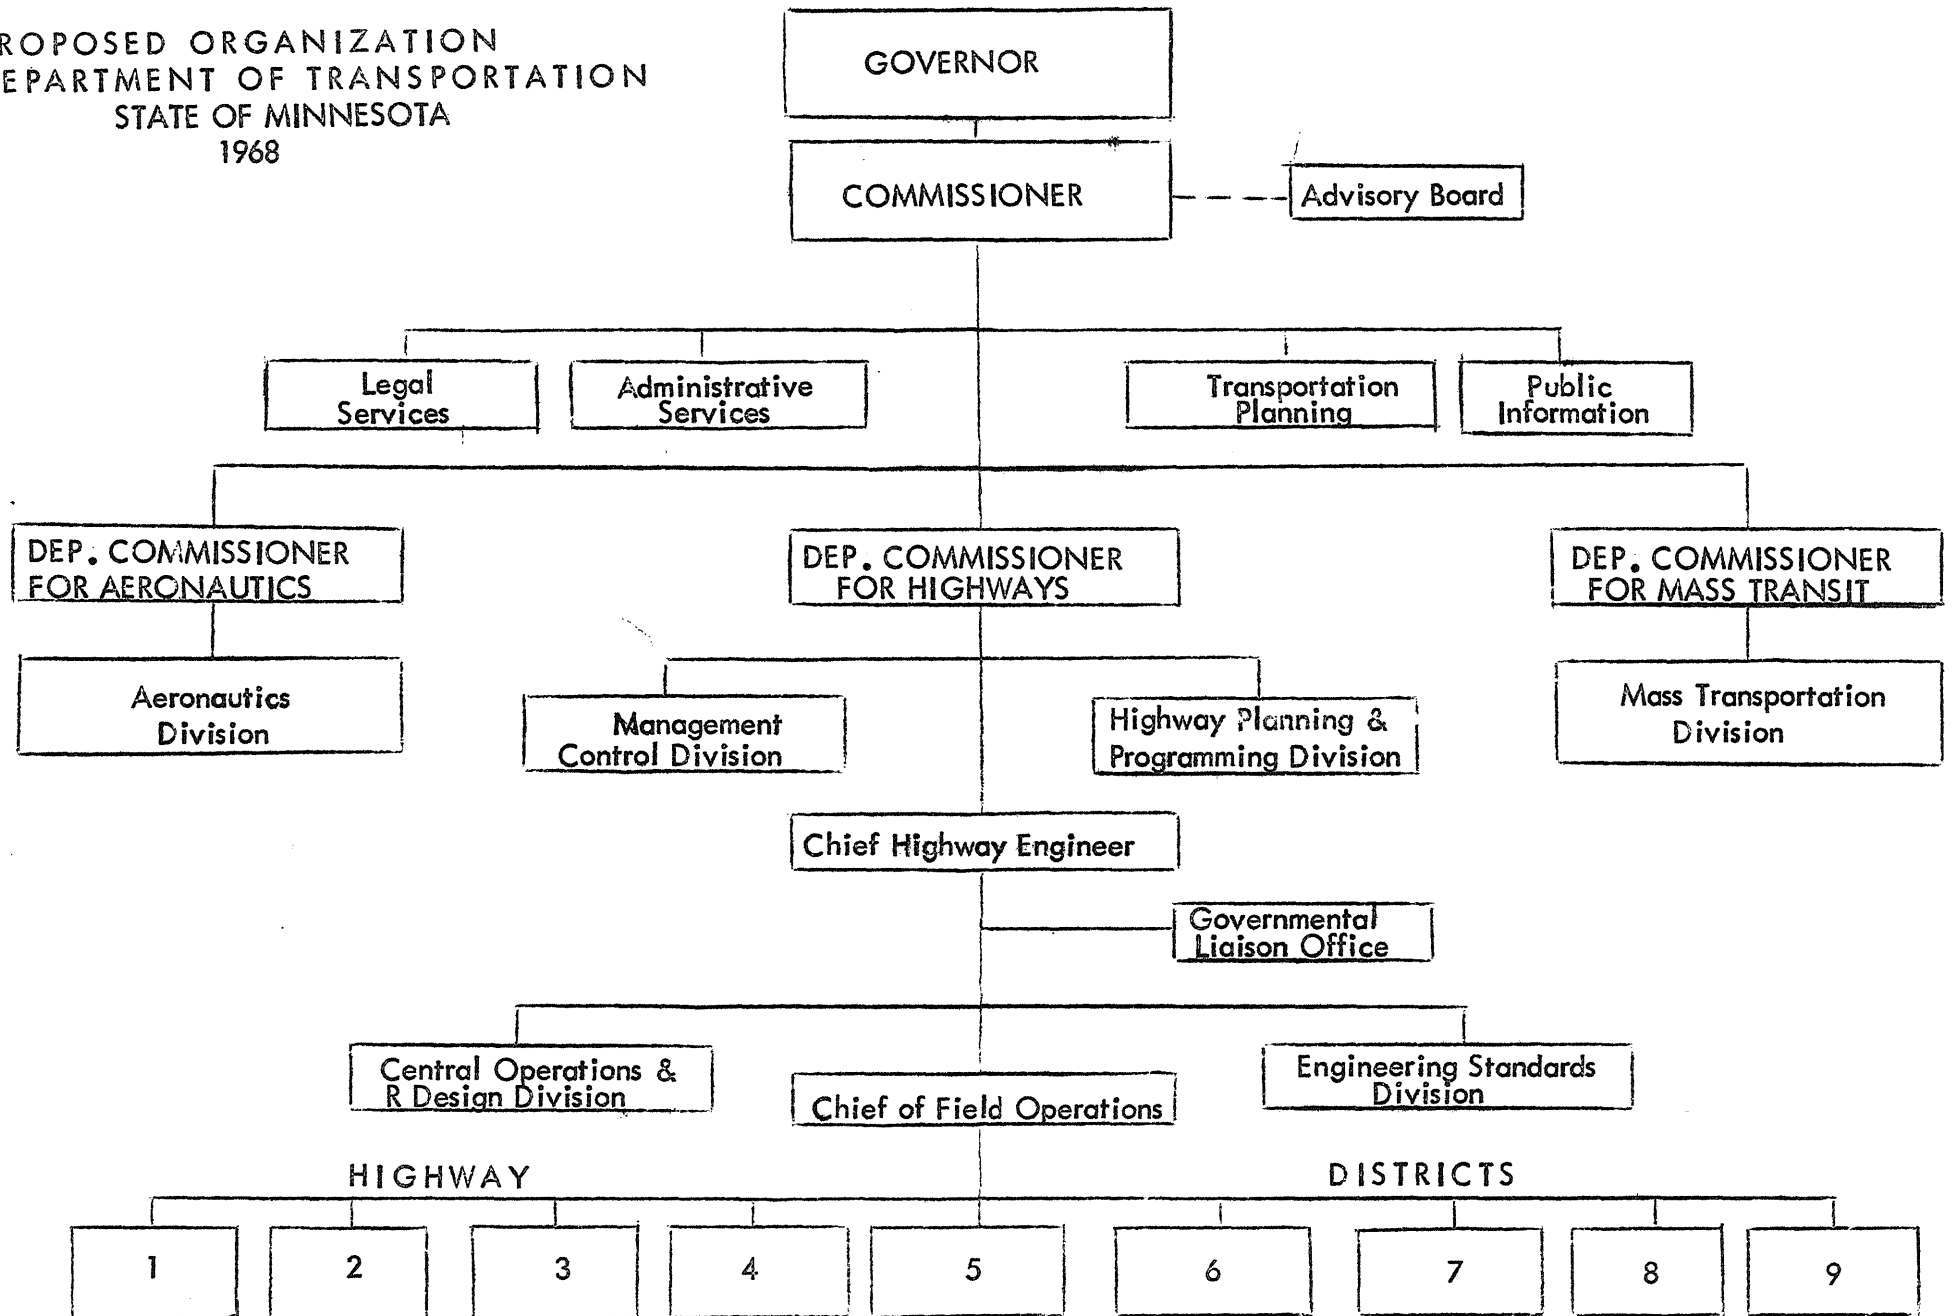 ROPOSED ORGANIZATION
EPARTMENT OF TRANSPORTATION
STATE OF MINNESOTA
1968
GOVERNOR
COMMISSIONER
Advisory Board
Legal
Services
Administrative
Services
Transportation
Planning
Public
Information
DEP. COMMISSIONER
FOR AERONAUTICS
DEP. COMMISSIONER
FOR HIGHWAYS
DEP. COMMISSIONER
FOR MASS TRANSIT
Aeronautics
Division
Management
Control Division
Highway Planning &
Programming Division
Mass Transportation
Division
Chief Highway Engineer
Governmental
Liaison Office
Central Operations &
R Design Division
Chief of Field Operations
Engineering Standards
Division
HIGHWAY DISTRICTS
1 2 3 4 5 6 7 8 9